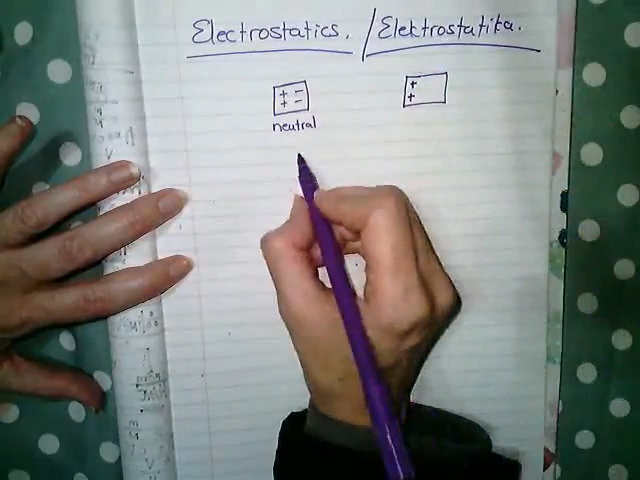 Electrostatics. / Elektrostatika.
+ - +
+ - +
neutral